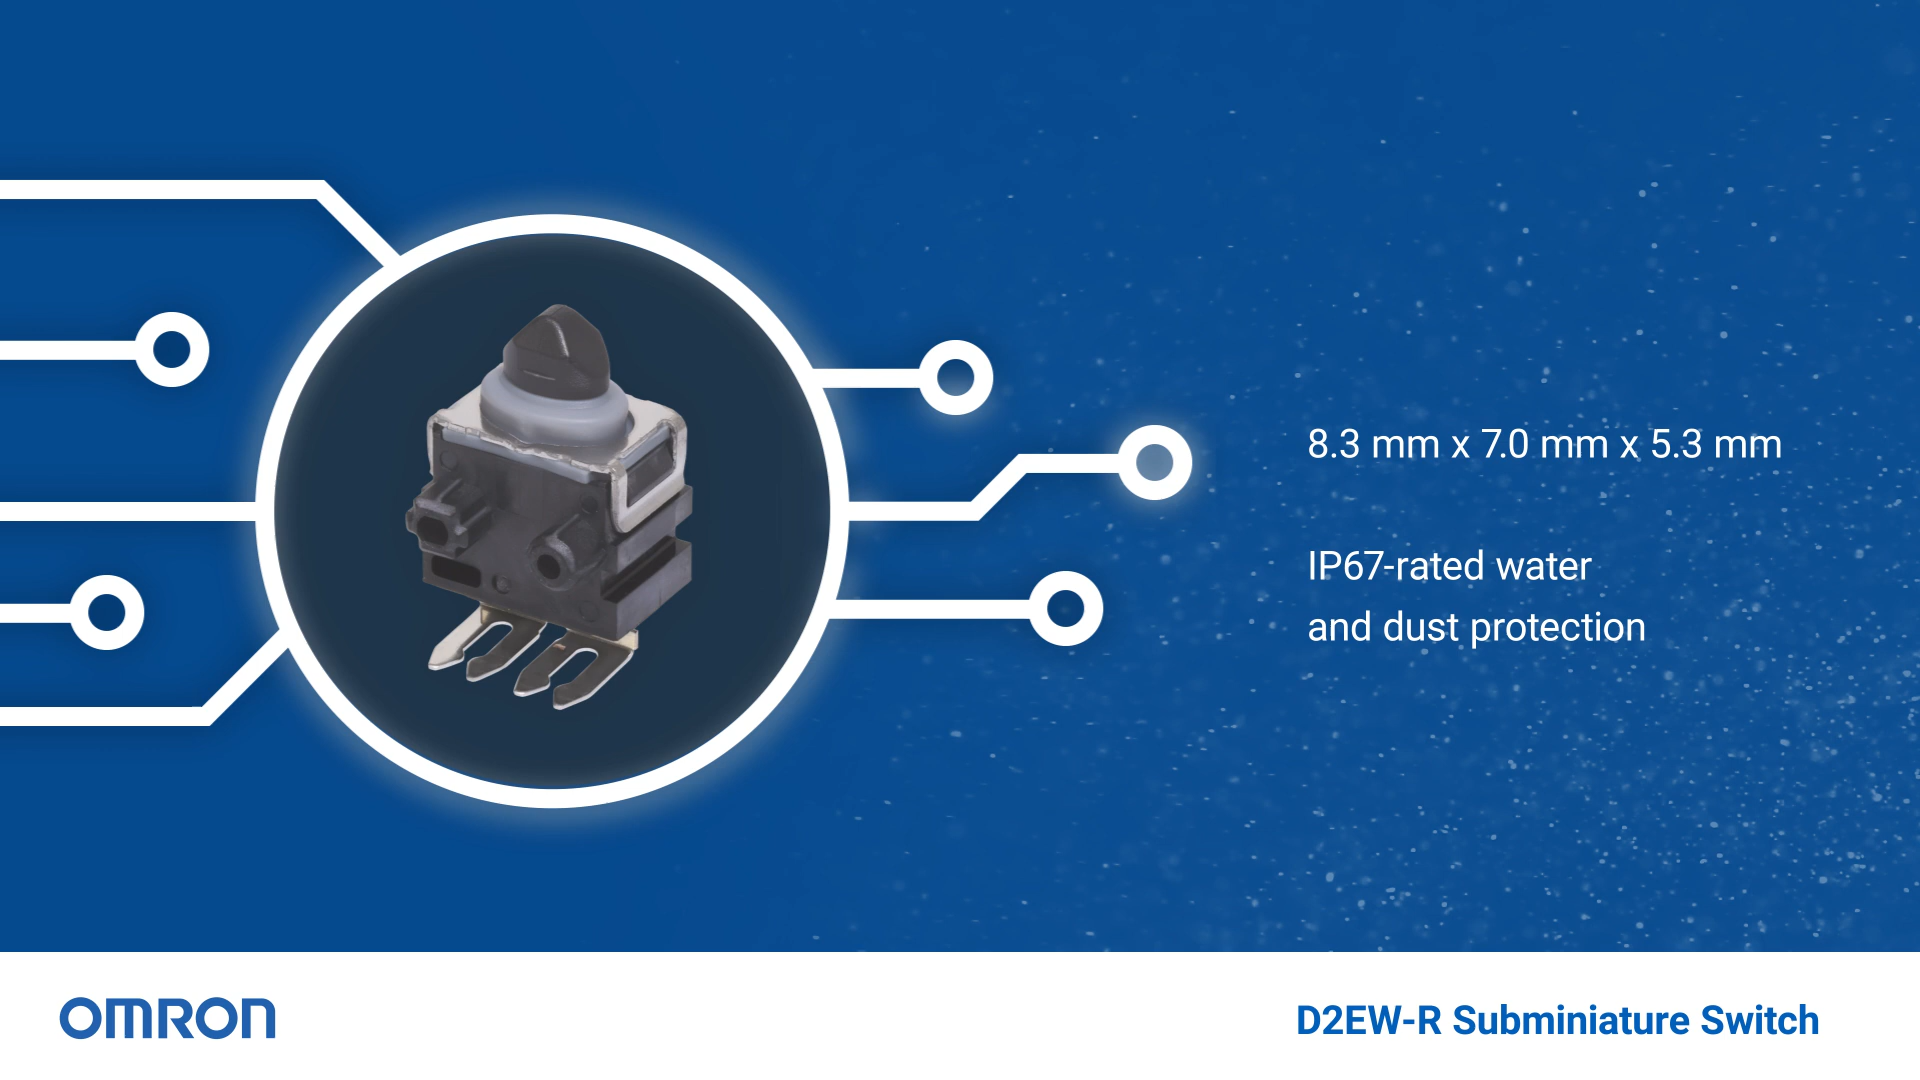 8.3 mm x 7.0 mm x 5.3 mm
IP67-rated water
and dust protection
OMRON
D2EW-R Subminiature Switch